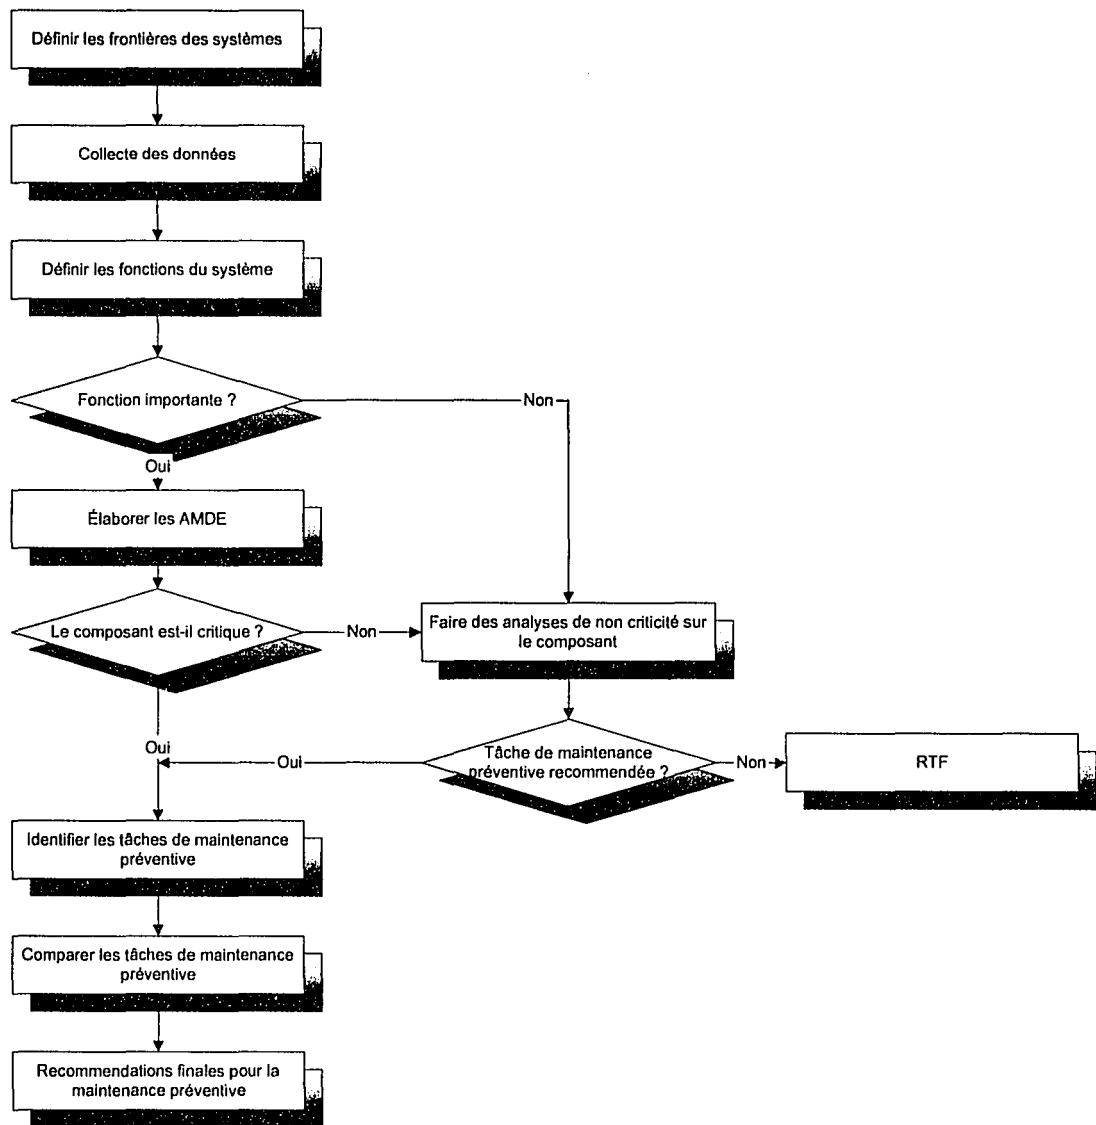 Définir les frontières des systèmes
Collecte des données
Définir les fonctions du système
Fonction importante ?
Non
Oui
Élaborer les AMDE
Le composant est-il critique ?
Non
Faire des analyses de non criticité sur
le composant
Oui
Oui
Tâche de maintenance
préventive recommendée ?
Non
RTF
Identifier les tâches de maintenance
préventive
Comparer les tâches de maintenance
préventive
Recommendations finales pour la
maintenance préventive